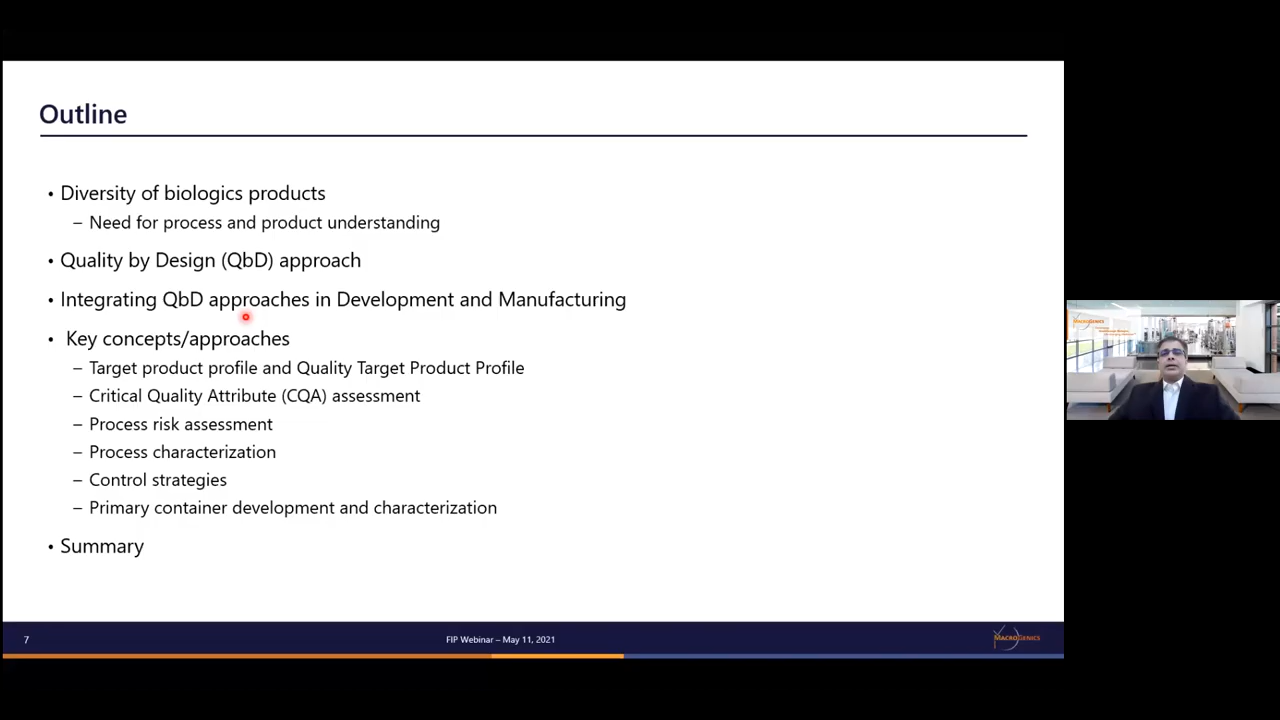 Outline
• Diversity of biologics products
– Need for process and product understanding
• Quality by Design (QbD) approach
• Integrating QbD approaches in Development and Manufacturing
• Key concepts/approaches
– Target product profile and Quality Target Product Profile
– Critical Quality Attribute (CQA) assessment
– Process risk assessment
– Process characterization
– Control strategies
– Primary container development and characterization
• Summary
7
FIP Webinar – May 11, 2021
MACROGENICS
MACROGENICS